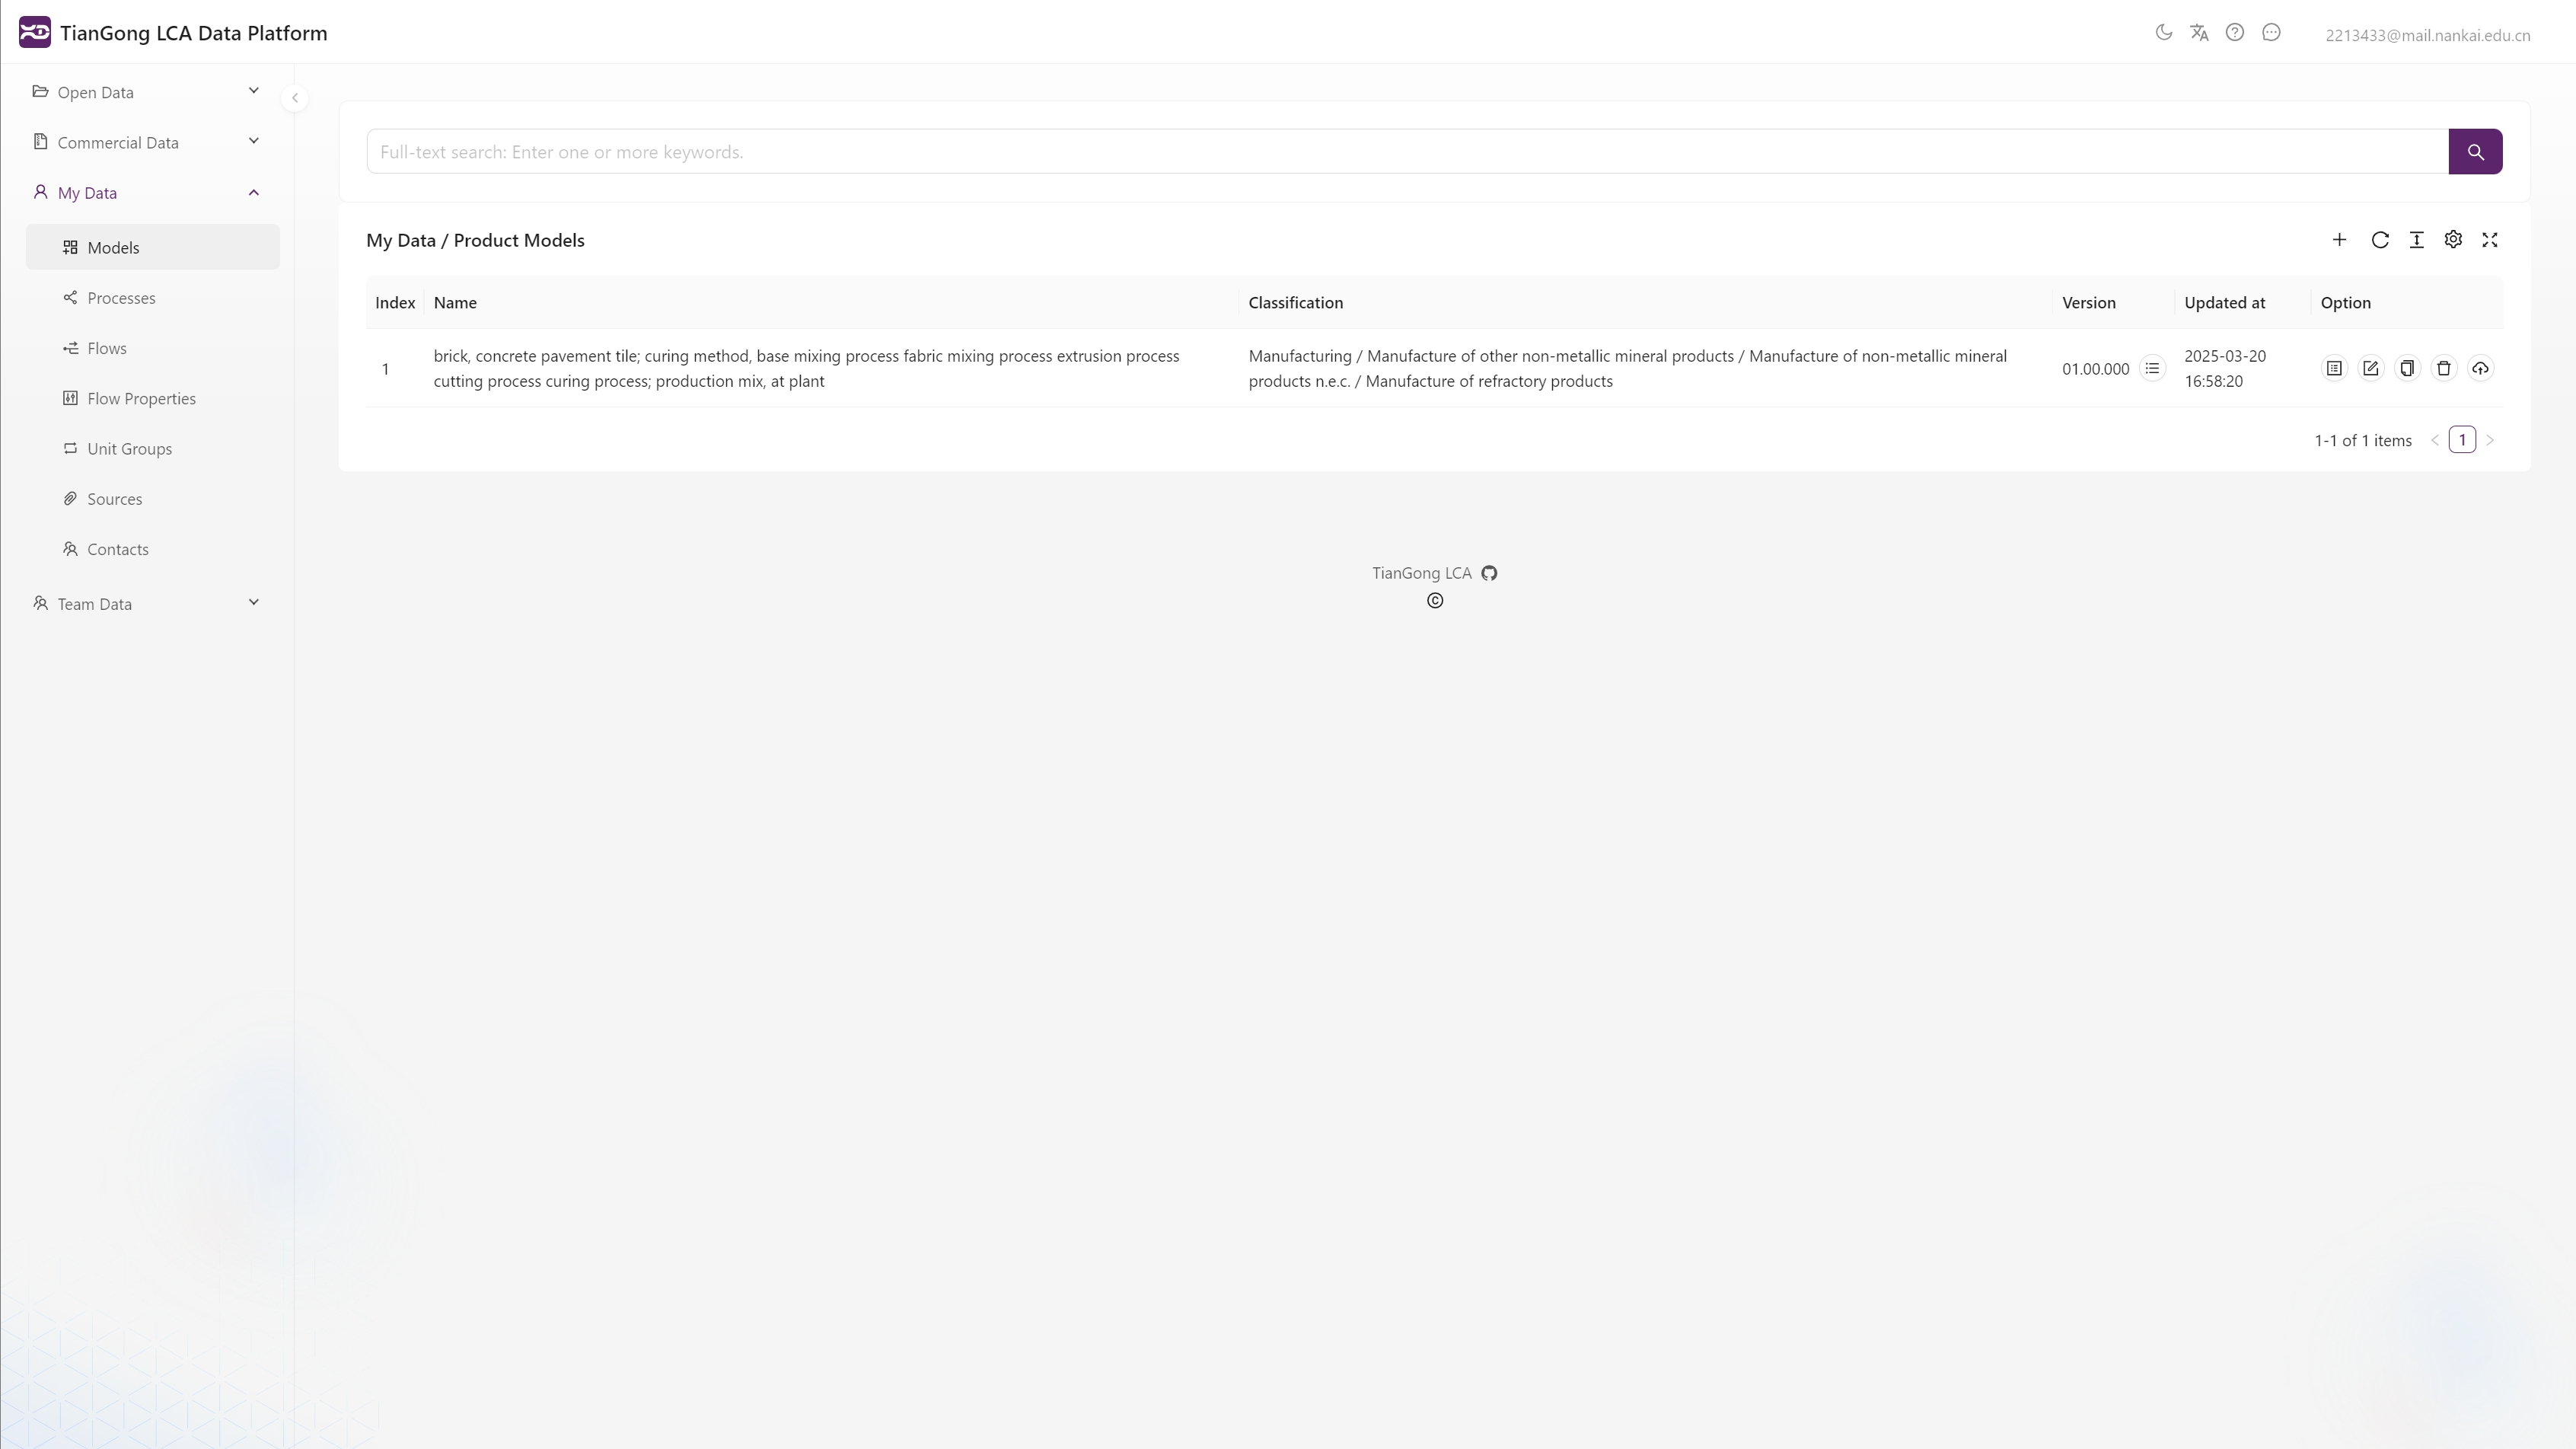 TianGong LCA Data Platform
2213433@mail.nankai.edu.cn
Open Data
Commercial Data
My Data
Models
Processes
Flows
Flow Properties
Unit Groups
Sources
Contacts
Team Data
Full-text search: Enter one or more keywords.
My Data / Product Models
Index Name Classification Version Updated at Option
1
brick, concrete pavement tile; curing method, base mixing process fabric mixing process extrusion process
cutting process curing process; production mix, at plant
Manufacturing / Manufacture of other non-metallic mineral products / Manufacture of non-metallic mineral
products n.e.c. / Manufacture of refractory products
01.00.000
2025-03-20
16:58:20
1-1 of 1 items 1
TianGong LCA
©